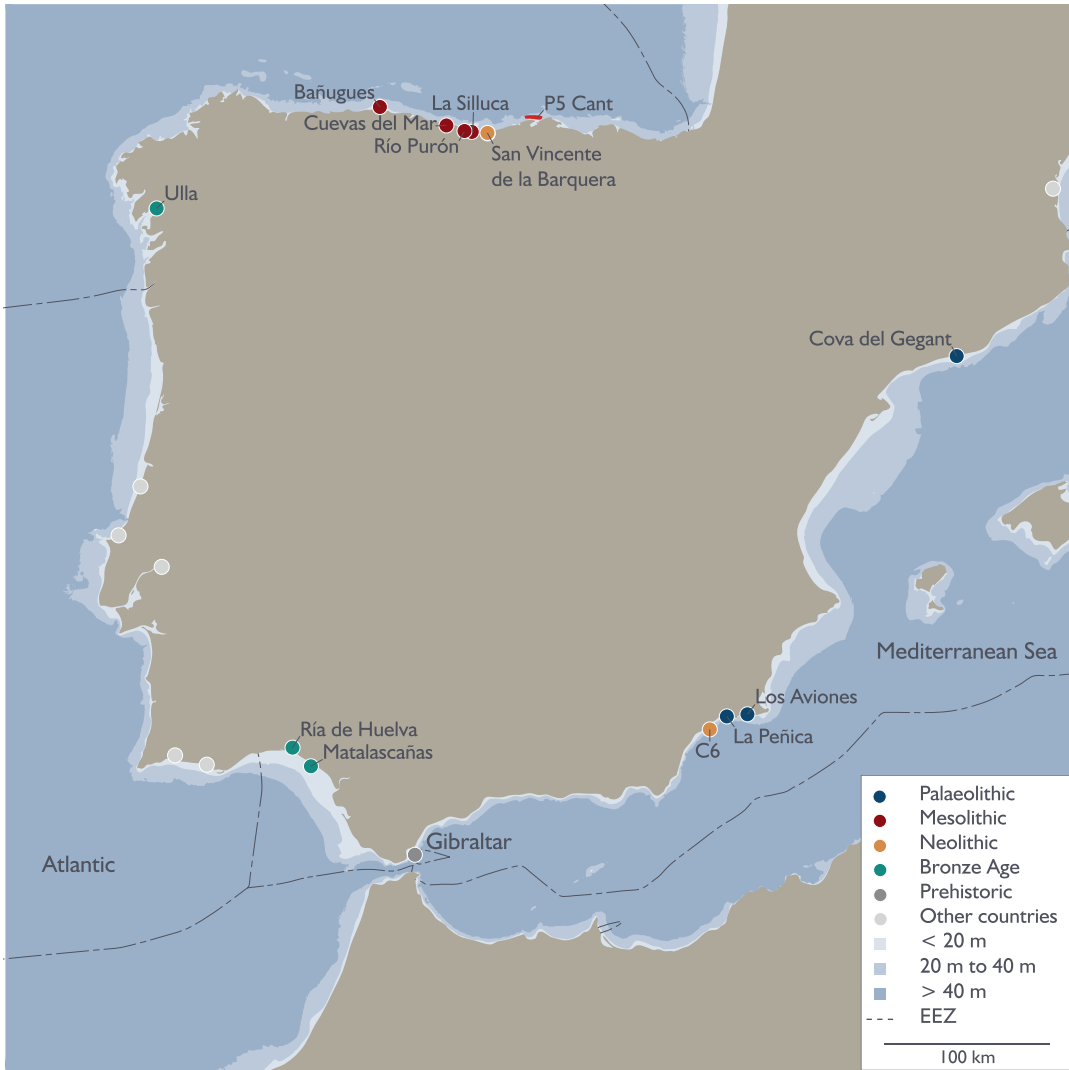 Bañugues
La Silluca
P5 Cant
Cuevas del Mar
Río Purón
San Vincente
de la Barquera
Ulla
Cova del Gegant
Mediterranean Sea
Los Aviones
La Peñica
C6
Ría de Huelva
Matalascañas
Gibraltar
Atlantic
Palaeolithic
Mesolithic
Neolithic
Bronze Age
Prehistoric
Other countries
< 20 m
20 m to 40 m
> 40 m
EEZ
100 km